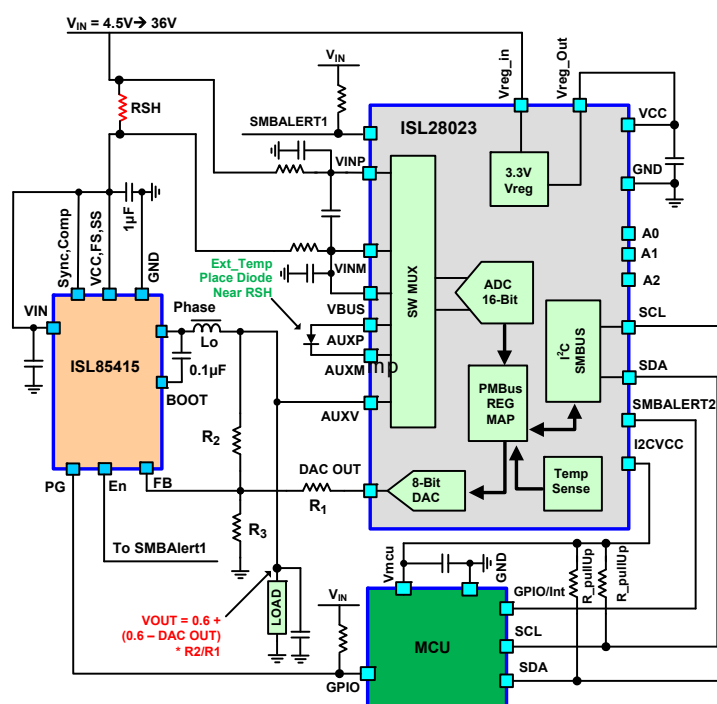 VIN = 4.5V→ 36V
VIN
Vreg_in
Vreg_Out
RSH
SMBALERT1
ISL28023
VCC
3.3V
Vreg
GND
Sync,Comp
VCC,FS,SS
1µF
GND
VINP
A0
A1
A2
VINM
Ext_Temp
Place Diode
Near RSH
SW MUX
ADC
16-Bit
VIN
Phase
VBUS
SCL
Lo
AUXP
I2C
SMBUS
ISL85415
0.1µF
AUXM
mp
SDA
BOOT
AUXV
PMBus
REG
MAP
SMBALERT2
I2CVCC
R2
PG
En
FB
DAC OUT
8-Bit
DAC
Temp
Sense
R1
R3
To SMBAlert1
Vmcu
GND
R_pullUp
R_pullUp
GPIO/Int
VOUT = 0.6 +
(0.6 – DAC OUT)
* R2/R1
LOAD
VIN
SCL
MCU
SDA
GPIO